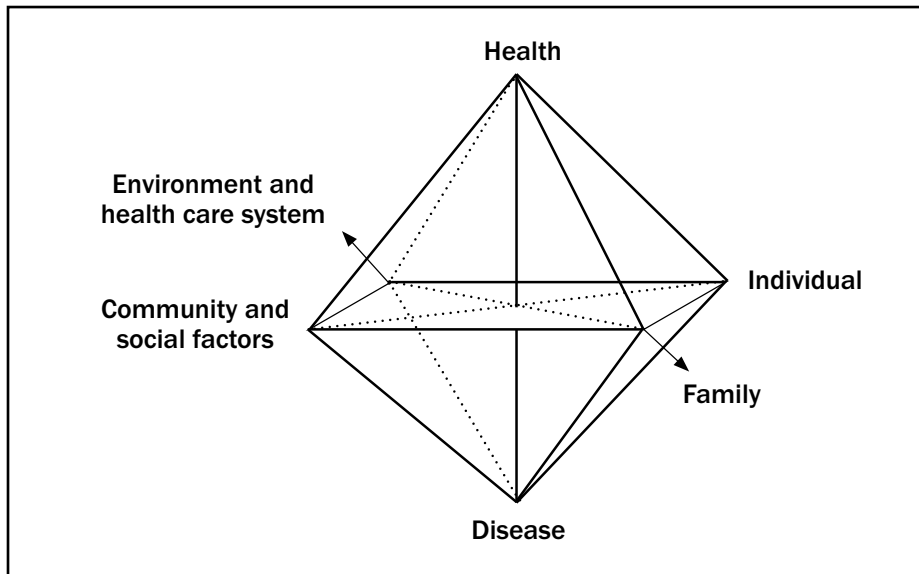 Health
Environment and
health care system
Individual
Community and
social factors
Family
Disease